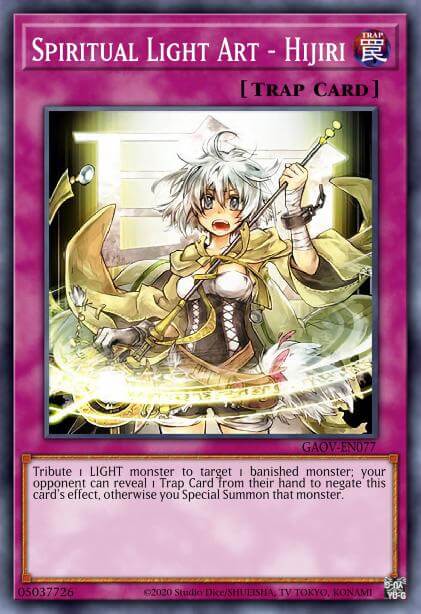 Spiritual Light Art - Hijiri
TRAP
罠
[Trap Card]
GAOV-EN077
Tribute 1 LIGHT monster to target 1 banished monster; your
opponent can reveal 1 Trap Card from their hand to negate this
card's effect, otherwise you Special Summon that monster.
05037726
©2020 Studio Dice/SHUEISHA, TV TOKYO, KONAMI